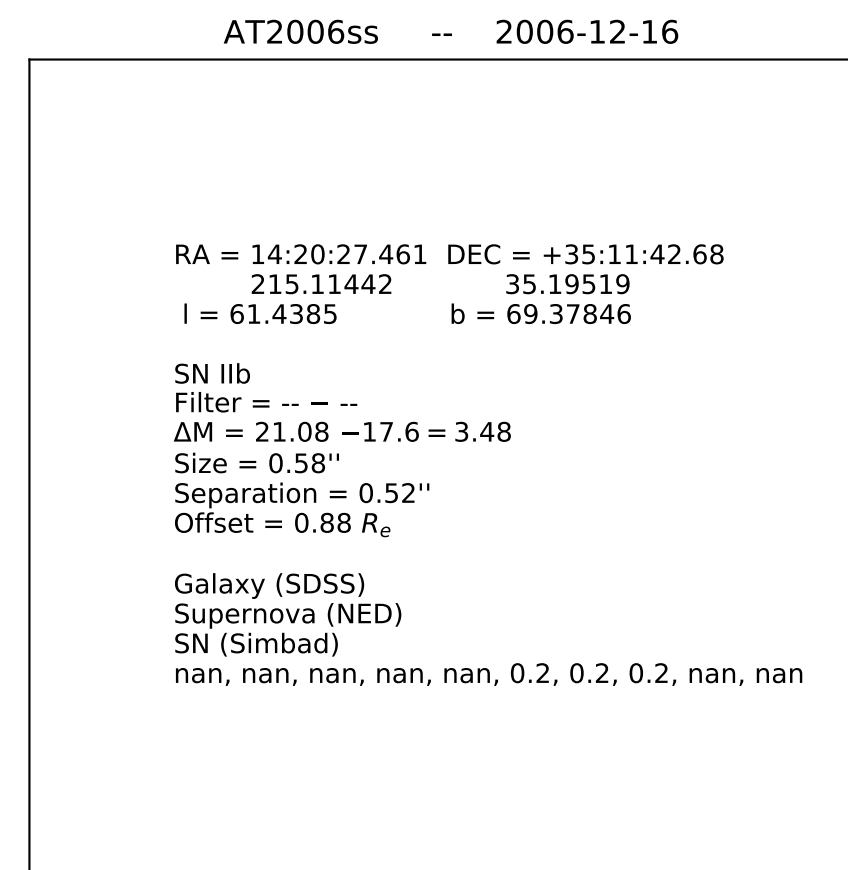 AT2006ss -- 2006-12-16
RA = 14:20:27.461 DEC = +35:11:42.68
215.11442 35.19519
l = 61.4385 b = 69.37846
SN IIb
Filter = -- − --
ΔM = 21.08 −17.6 = 3.48
Size = 0.58''
Separation = 0.52''
Offset = 0.88 Re
Galaxy (SDSS)
Supernova (NED)
SN (Simbad)
nan, nan, nan, nan, nan, 0.2, 0.2, 0.2, nan, nan